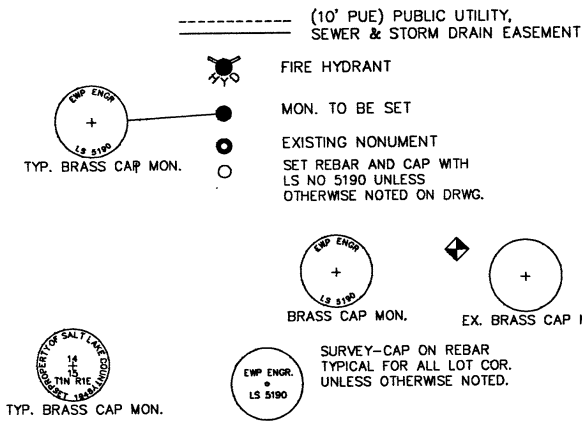 (10' PUE) PUBLIC UTILITY,
SEWER & STORM DRAIN EASEMENT
HYD
FIRE HYDRANT
EWP ENGR
LS 5190
TYP. BRASS CAP MON.
MON. TO BE SET
EXISTING NONUMENT
SET REBAR AND CAP WITH
LS NO 5190 UNLESS
OTHERWISE NOTED ON DRWG.
EWP ENGR
LS 5190
BRASS CAP MON.
EX. BRASS CAP
PROPERTY OF SALT LAKE COUNTY
14
15
T1N R1E
SET 1948
TYP. BRASS CAP MON.
EWP ENGR.
LS 5190
SURVEY-CAP ON REBAR
TYPICAL FOR ALL LOT COR.
UNLESS OTHERWISE NOTED.